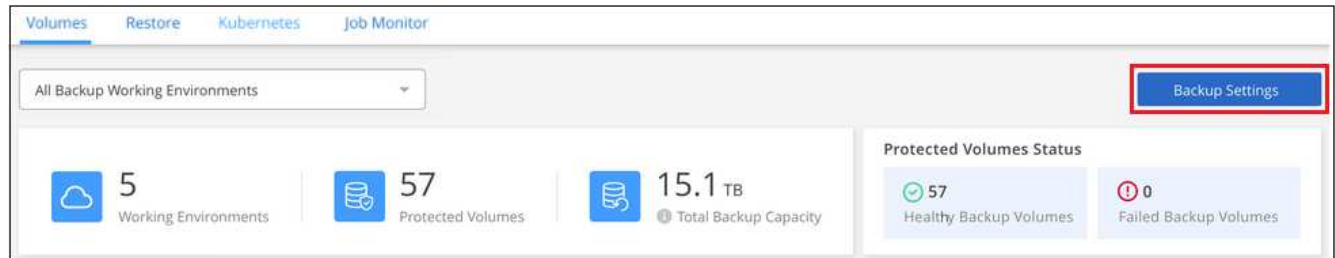 Volumes Restore Kubernetes Job Monitor
All Backup Working Environments
Backup Settings
5
Working Environments
57
Protected Volumes
15.1 TB
Total Backup Capacity
Protected Volumes Status
57
Healthy Backup Volumes
0
Failed Backup Volumes